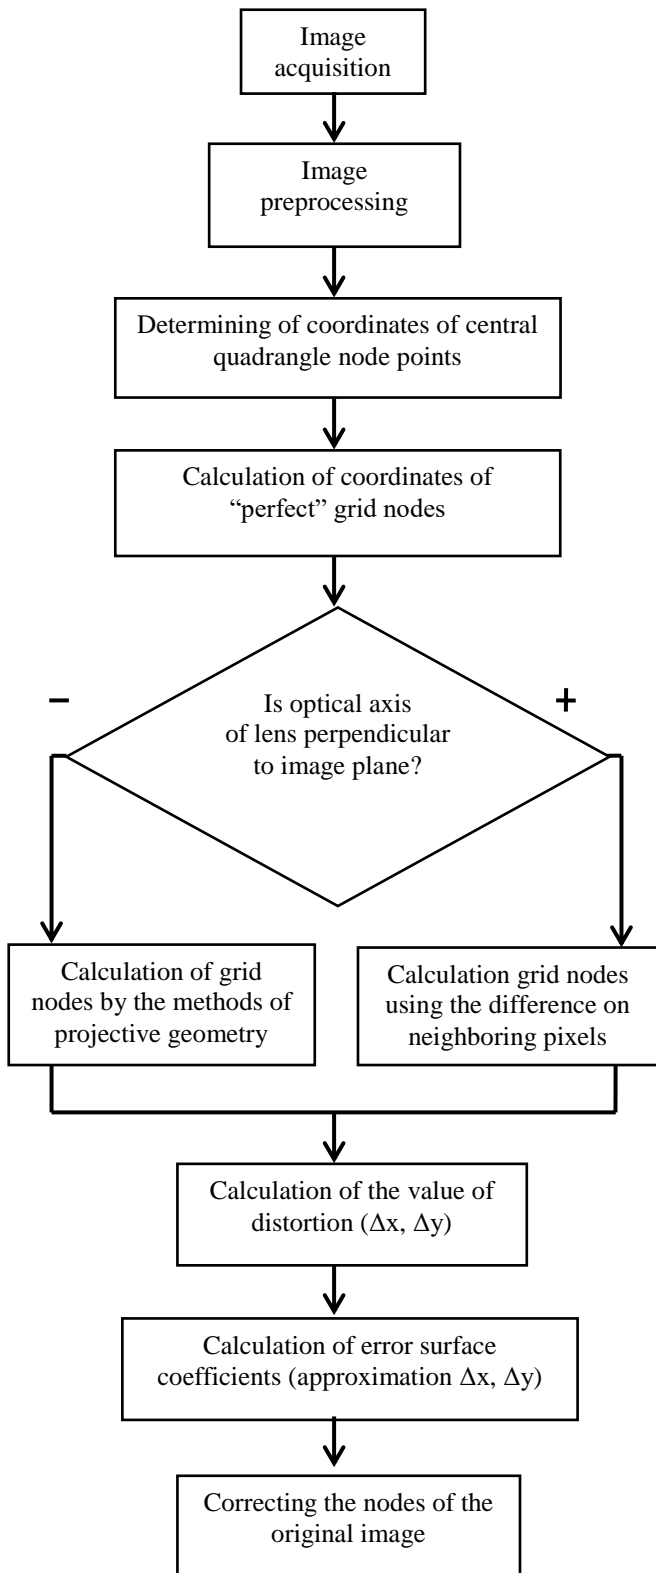 Image
acquisition
Image
preprocessing
Determining of coordinates of central
quadrangle node points
Calculation of coordinates of
“perfect” grid nodes
−
+
Is optical axis
of lens perpendicular
to image plane?
Calculation of grid
nodes by the methods of
projective geometry
Calculation grid nodes
using the difference on
neighboring pixels
Calculation of the value of
distortion (Δx, Δy)
Calculation of error surface
coefficients (approximation Δx, Δy)
Correcting the nodes of the
original image